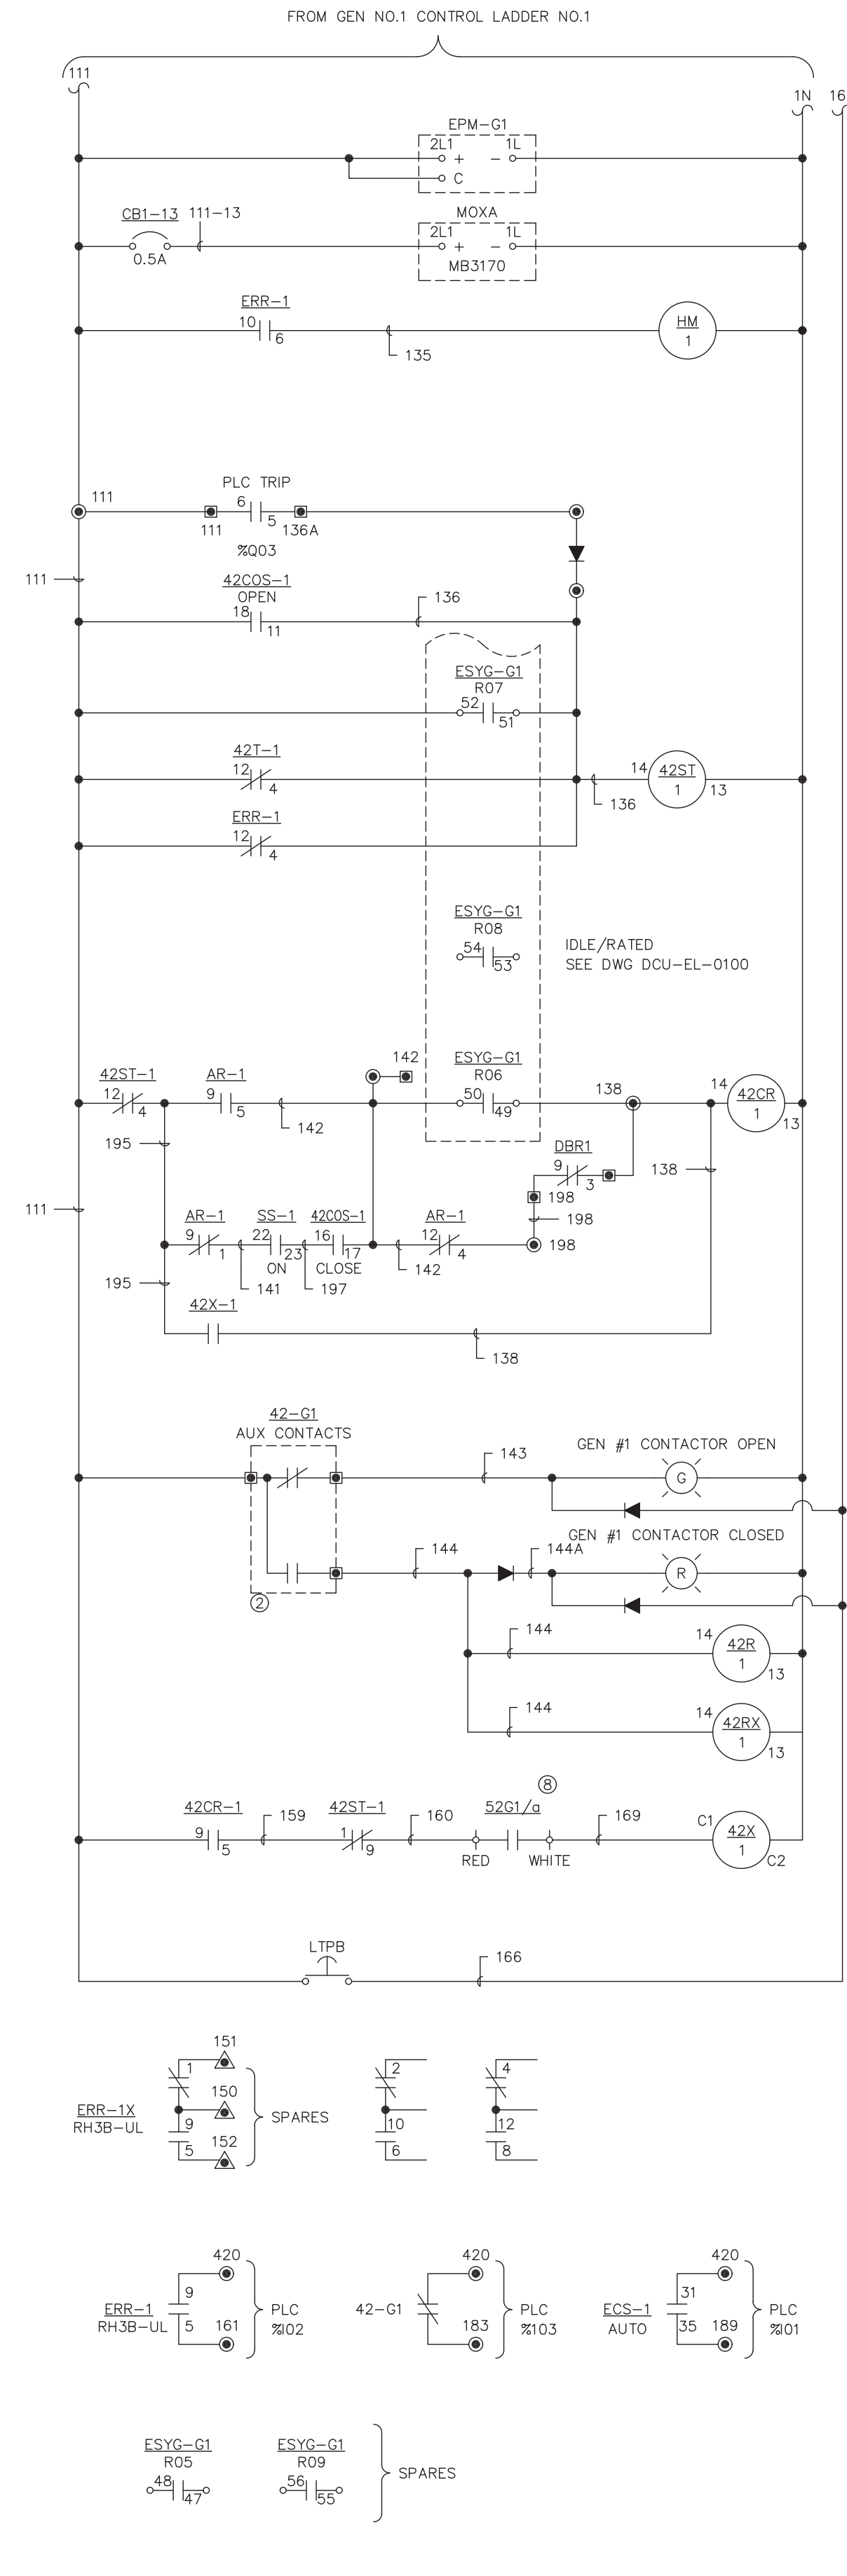 FROM GEN NO.1 CONTROL LADDER NO.1
111
1N 16
EPM-G1
2L1 1L
+ -
C
CB1-13 111-13
MOXA
2L1 1L
+ -
0.5A
MB3170
ERR-1
10
6
135
HM
1
PLC TRIP
111
6
5
111
136A
%Q03
111
42COS-1
OPEN
18
11
136
ESYG-G1
R07
52
51
42T-1
12
4
14
42ST
1
13
136
ERR-1
12
4
ESYG-G1
R08
54
53
IDLE/RATED
SEE DWG DCU-EL-0100
142
ESYG-G1
R06
42ST-1
12
4
AR-1
9
5
142
50
49
138
14
42CR
1
13
195
DBR1
9
3
138
198
111
198
AR-1
9
1
SS-1
22
23
ON
42COS-1
16
17
CLOSE
AR-1
12
4
198
141
197
142
195
42X-1
138
42-G1
AUX CONTACTS
143
GEN #1 CONTACTOR OPEN
G
GEN #1 CONTACTOR CLOSED
144
144A
R
2
144
14
42R
1
13
144
14
42RX
1
13
8
42CR-1
9
5
159
42ST-1
1
9
160
52G1/a
RED
WHITE
169
C1
42X
1
C2
LTPB
166
151
1
150
ERR-1X
RH3B-UL
9
152
5
SPARES
2
10
6
4
12
8
420
9
ERR-1
RH3B-UL
161
5
PLC
%I02
420
42-G1
183
PLC
%103
420
31
ECS-1
AUTO
35
189
PLC
%I01
ESYG-G1
R05
48
47
ESYG-G1
R09
56
55
SPARES